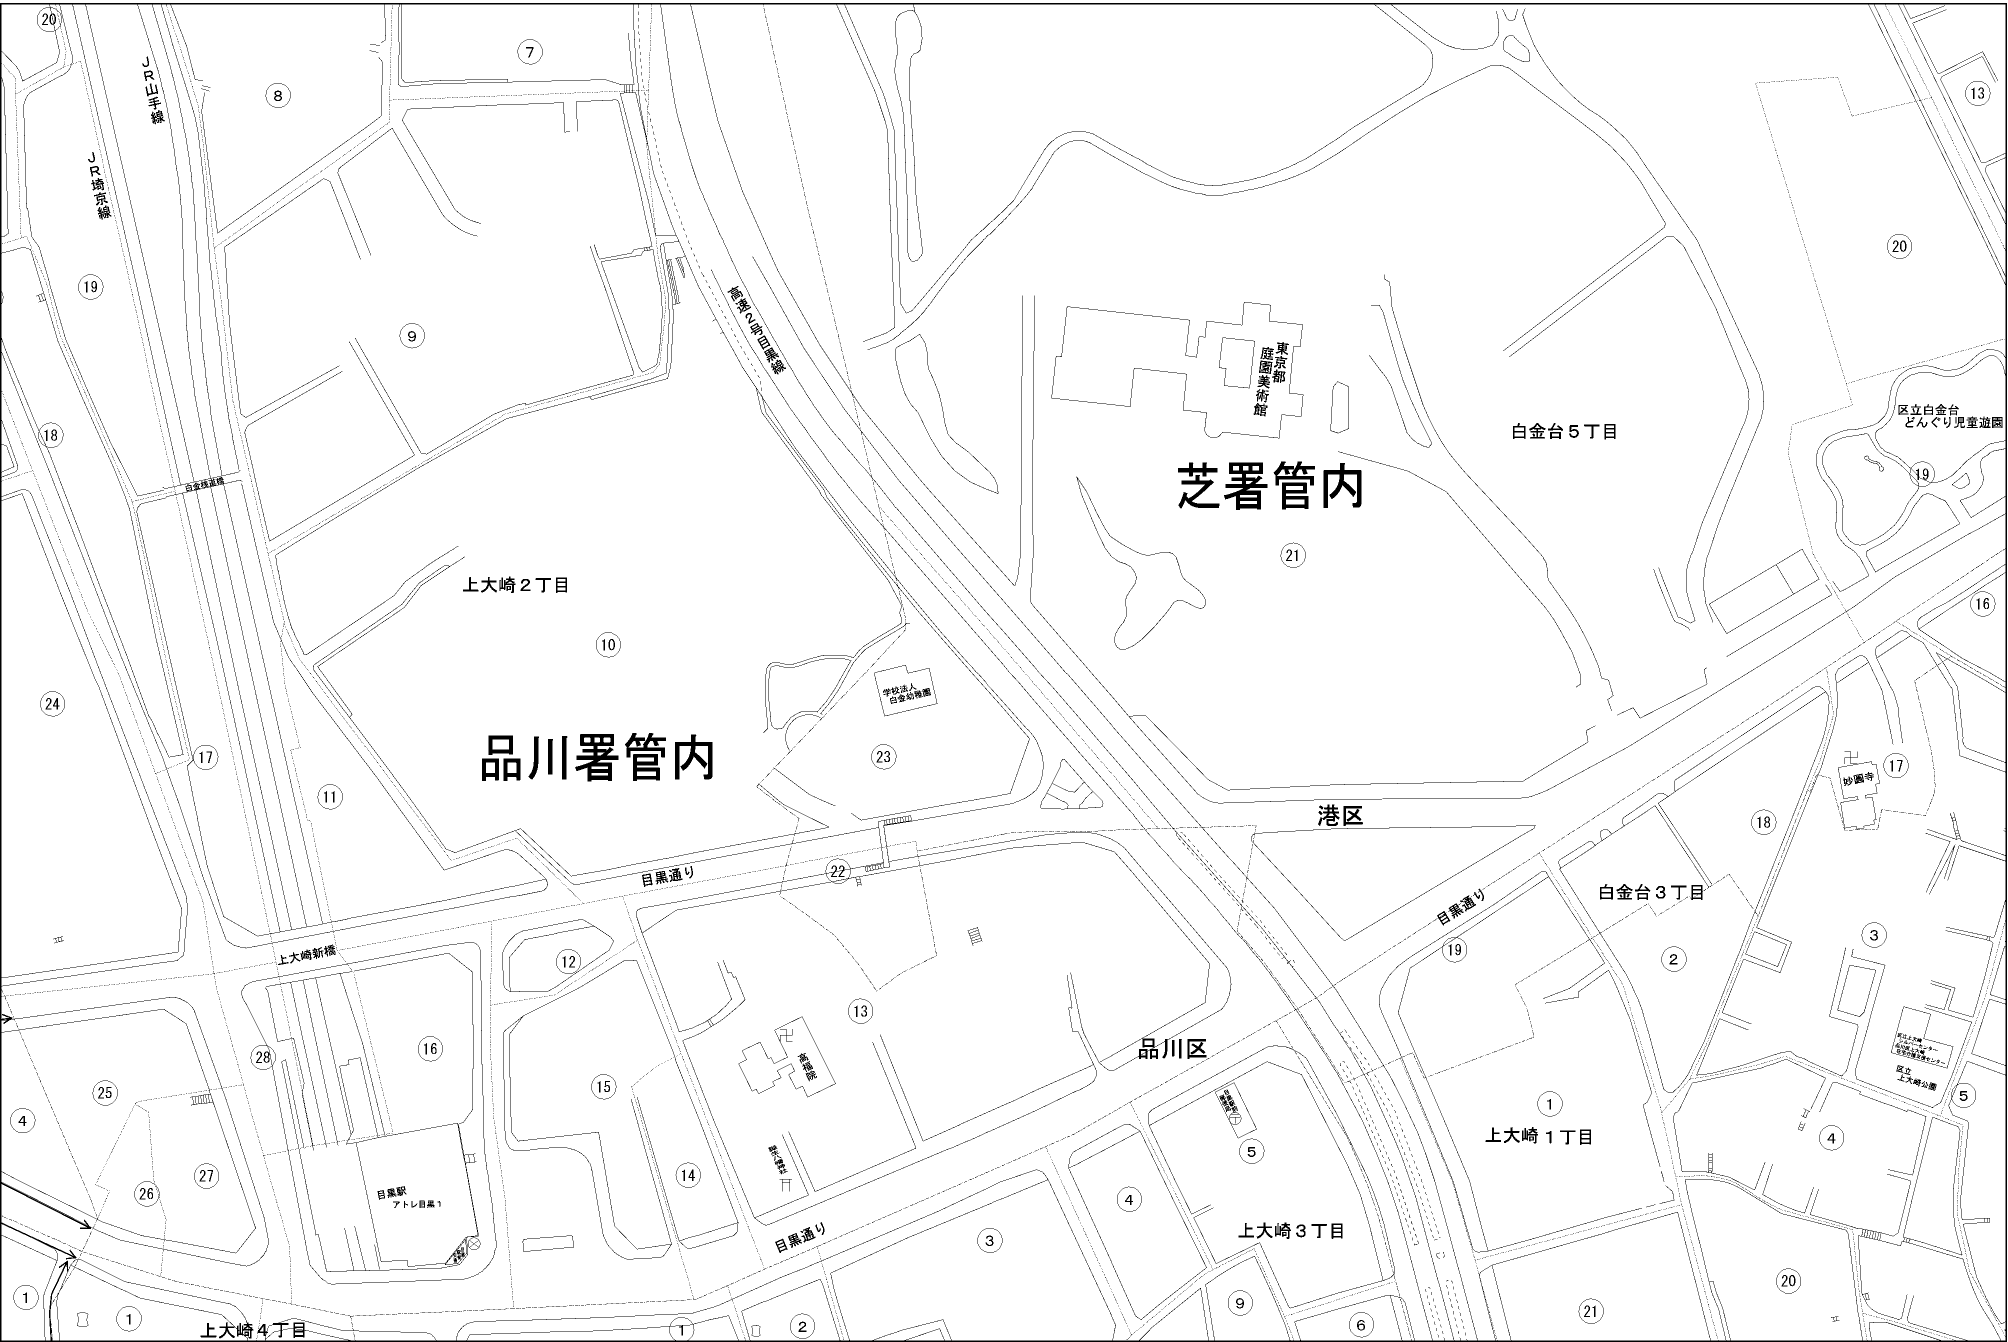 ⑳
⑦
⑧
⑬
JR山手線
JR埼京線
⑲
⑳
⑨
高速2号目黒線
東京都
庭園美術館
区立白金台
どんぐり児童遊園
⑲
白金台5丁目
⑱
白金桟道橋
芝署管内
㉑
上大崎2丁目
⑩
⑯
学校法人
白金幼稚園
㉔
⑰
品川署管内
㉓
⑪
⑰
妙圓寺
港区
⑱
目黒通り
㉒
目黒通り
白金台3丁目
③
②
⑲
上大崎新橋
⑫
⑬
品川区
高福院
㉘
⑯
⑮
㉕
④
区立
上大崎公園
⑤
①
上大崎1丁目
④
⑤
⑭
㉗
㉖
目黒駅
アトレ目黒1
④
上大崎3丁目
目黒通り
③
⑳
①
①
上大崎4丁目
①
②
⑨
⑥
㉑